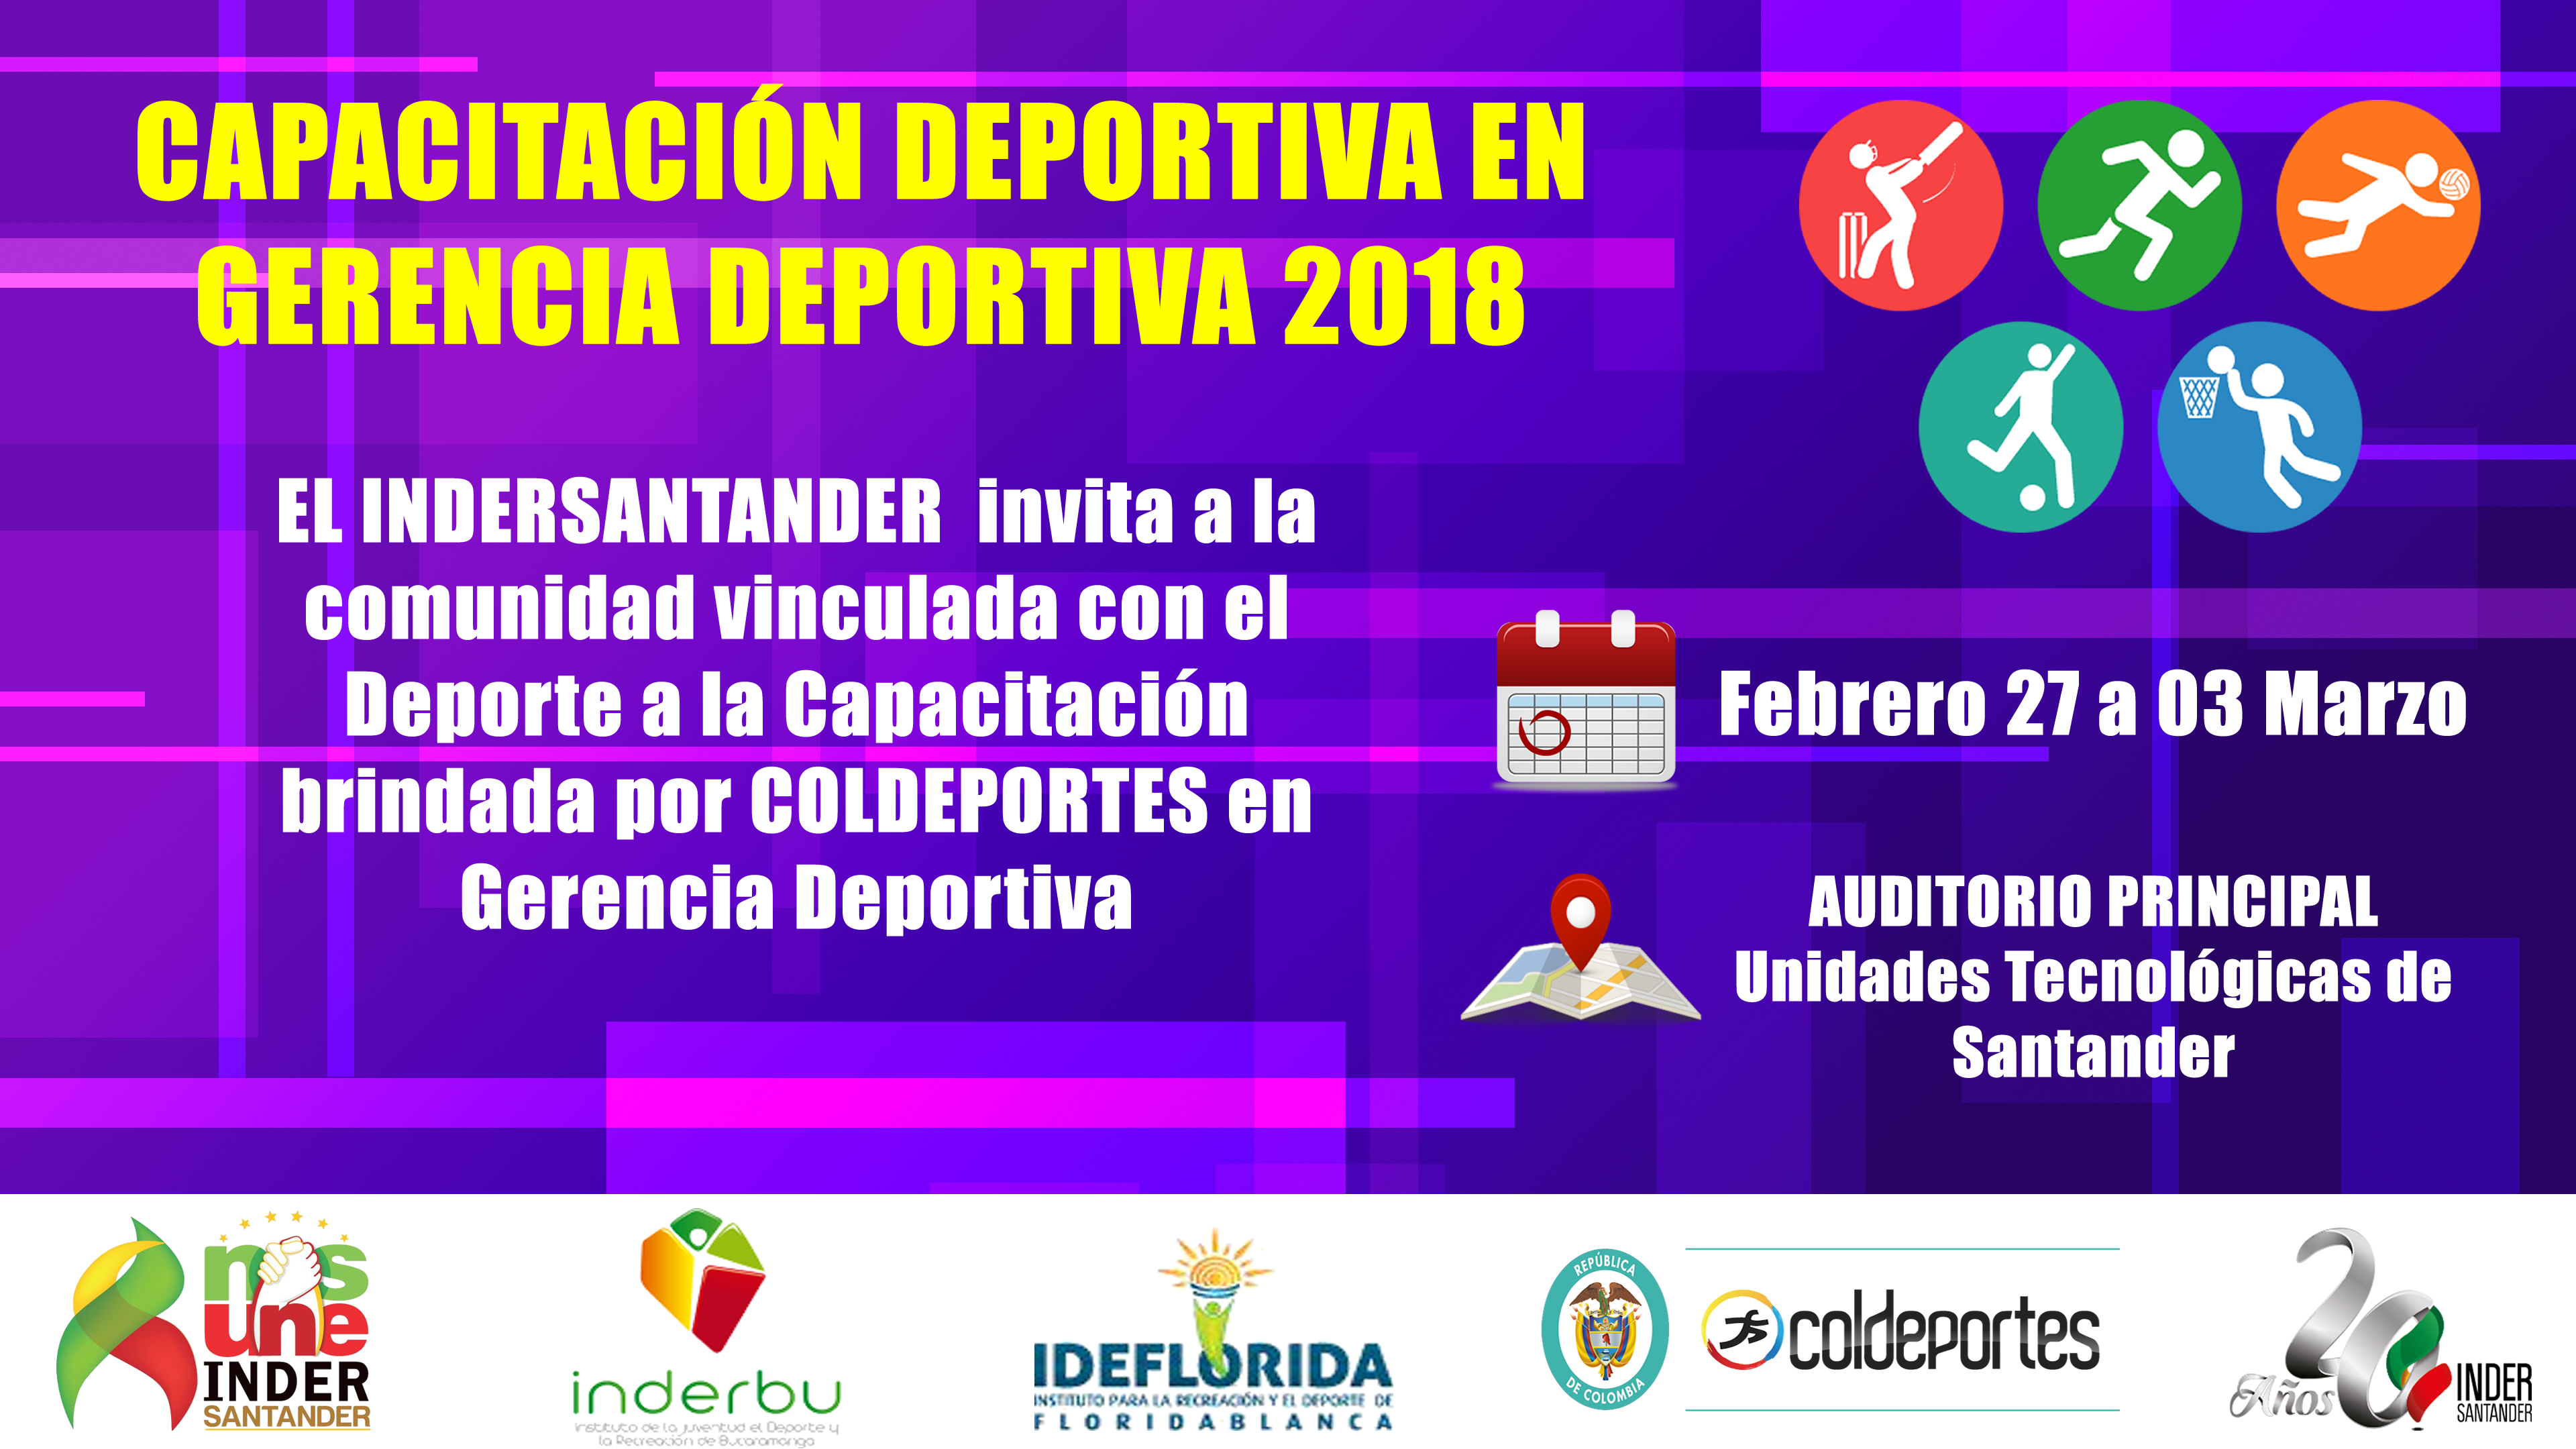 CAPACITACIÓN DEPORTIVA EN
GERENCIA DEPORTIVA 2018
EL INDERSANTANDER invita a la
comunidad vinculada con el
Deporte a la Capacitación
brindada por COLDEPORTES en
Gerencia Deportiva
Febrero 27 a 03 Marzo
AUDITORIO PRINCIPAL
Unidades Tecnológicas de
Santander
nos
une
INDER
SANTANDER
inderbu
Instituto de la Juventud el Deporte y
la Recreación de Bucaramanga
IDEFLORIDA
INSTITUTO PARA LA RECREACIÓN Y EL DEPORTE DE
FLORIDABLANCA
REPÚBLICA
DE COLOMBIA
coldeportes
20
Años
INDER
SANTANDER